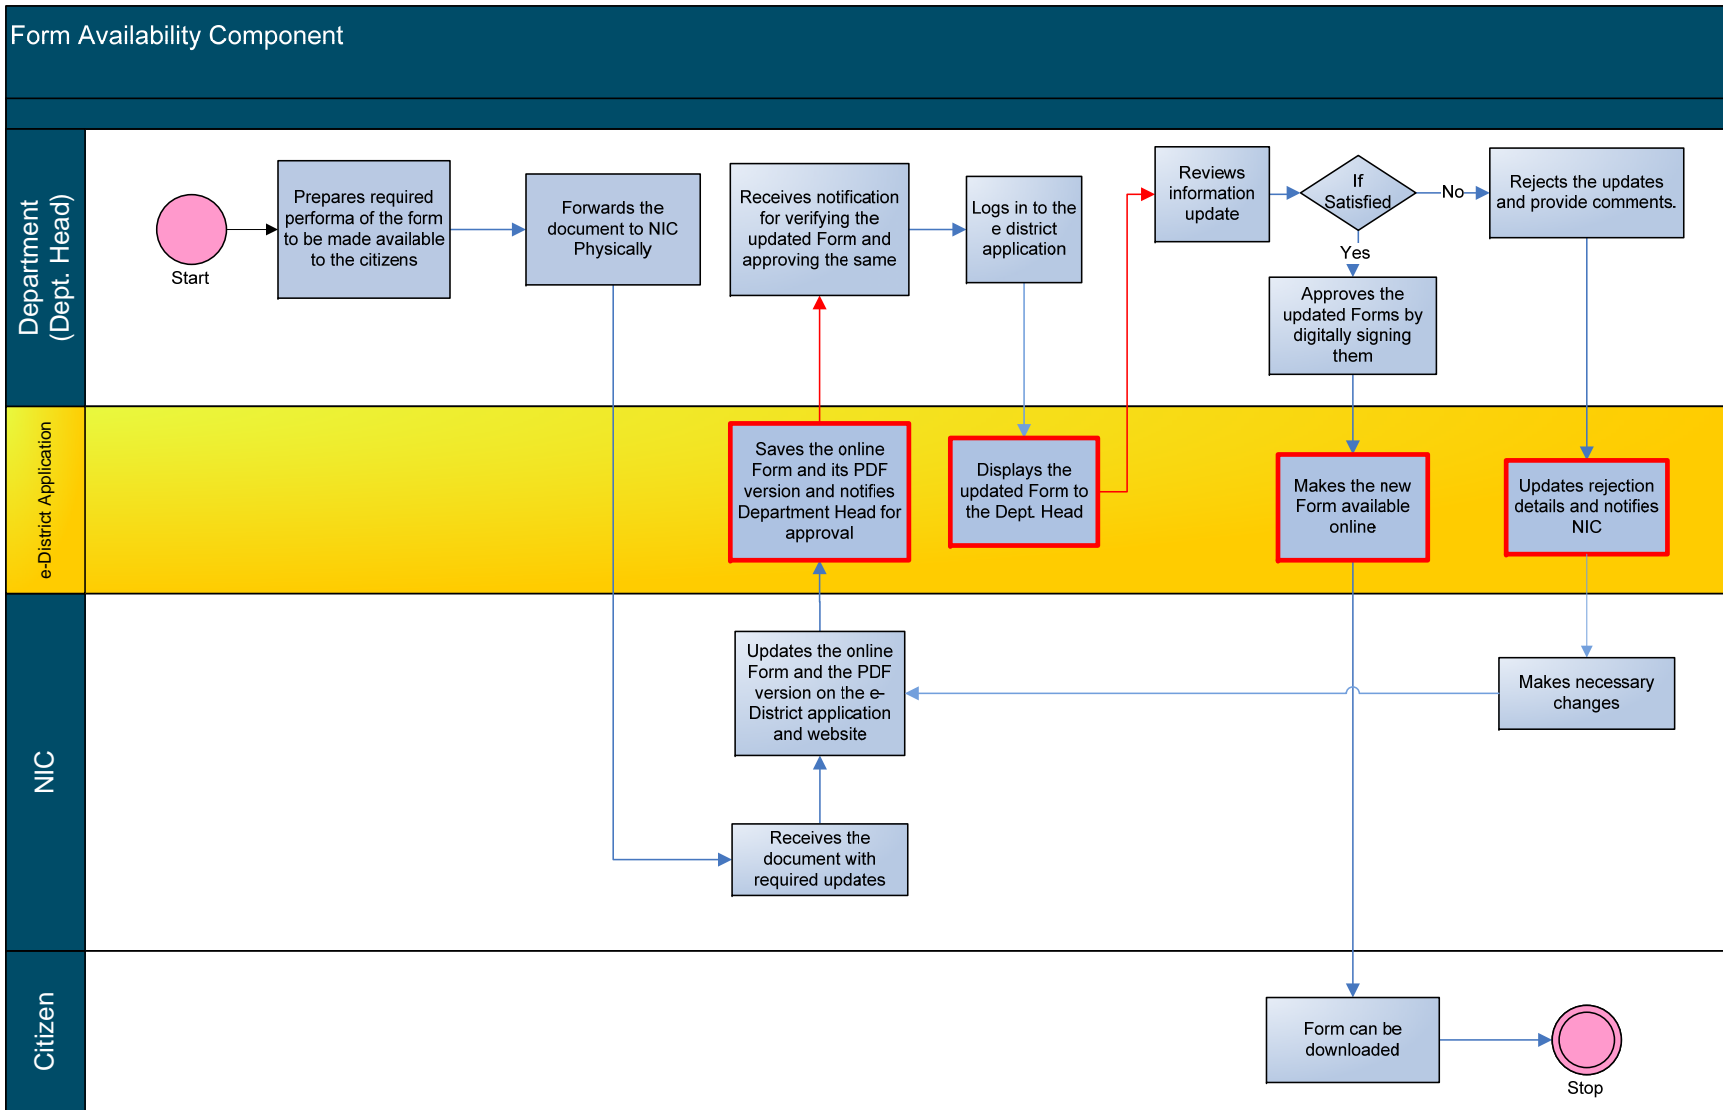 Form Availability Component
Department
(Dept. Head)
Start
Prepares required
performa of the form
to be made available
to the citizens
Forwards the
document to NIC
Physically
Receives notification
for verifying the
updated Form and
approving the same
Logs in to the
e district
application
Reviews
information
update
If
Satisfied
No
Rejects the updates
and provide comments.
Yes
Approves the
updated Forms by
digitally signing
them
e-District Application
Saves the online
Form and its PDF
version and notifies
Department Head for
approval
Displays the
updated Form to
the Dept. Head
Makes the new
Form available
online
Updates rejection
details and notifies
NIC
NIC
Updates the online
Form and the PDF
version on the e-
District application
and website
Makes necessary
changes
Receives the
document with
required updates
Citizen
Form can be
downloaded
Stop